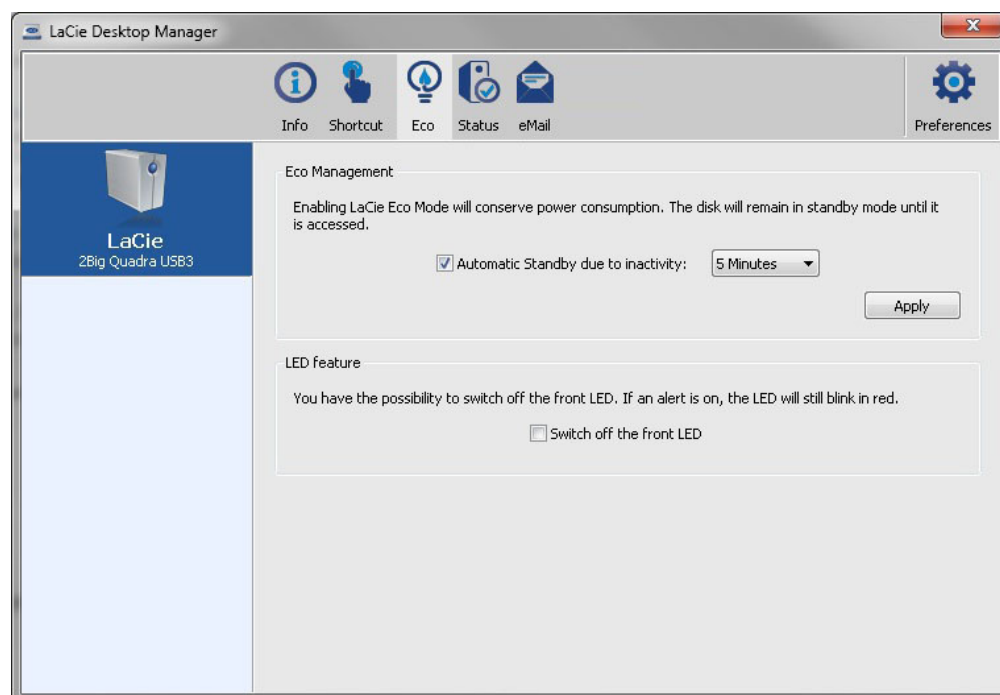 LaCie Desktop Manager
Info Shortcut Eco Status eMail Preferences
LaCie
2Big Quadra USB3
Eco Management
Enabling LaCie Eco Mode will conserve power consumption. The disk will remain in standby mode until it
is accessed.
Automatic Standby due to inactivity: 5 Minutes
Apply
LED feature
You have the possibility to switch off the front LED. If an alert is on, the LED will still blink in red.
Switch off the front LED